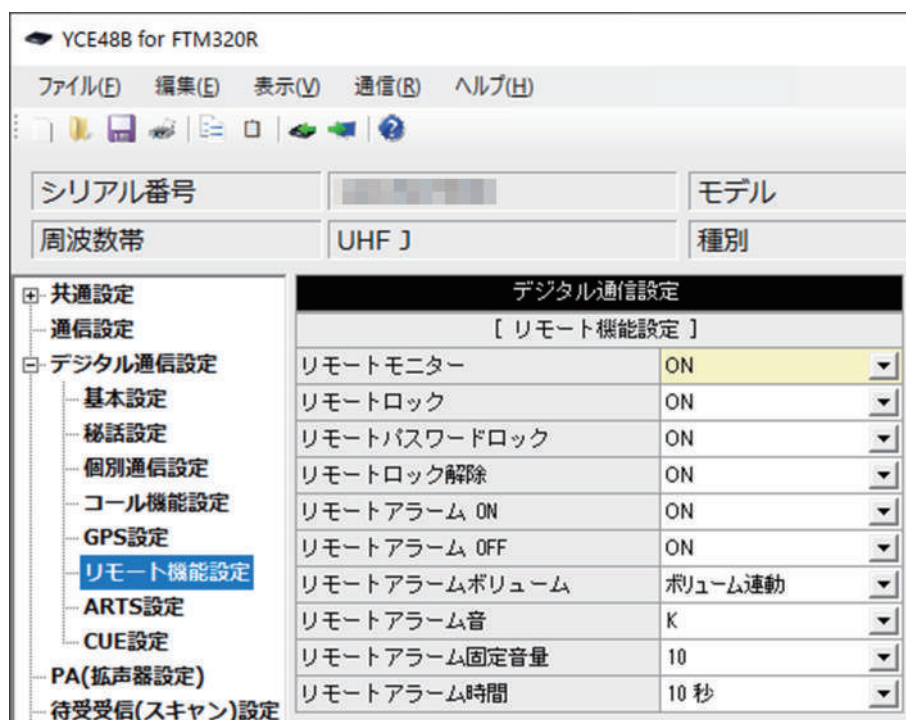 YCE48B for FTM320R
ファイル(F) 編集(E) 表示(V) 通信(R) ヘルプ(H)
シリアル番号 モデル
周波数帯 UHF J 種別
共通設定
通信設定
デジタル通信設定
基本設定
秘話設定
個別通信設定
コール機能設定
GPS設定
リモート機能設定
ARTS設定
CUE設定
PA(拡声器設定)
待受受信(スキャン)設定
デジタル通信設定
[ リモート機能設定 ]
リモートモニター ON
リモートロック ON
リモートパスワードロック ON
リモートロック解除 ON
リモートアラーム ON ON
リモートアラーム OFF ON
リモートアラームボリューム ボリューム連動
リモートアラーム音 K
リモートアラーム固定音量 10
リモートアラーム時間 10 秒